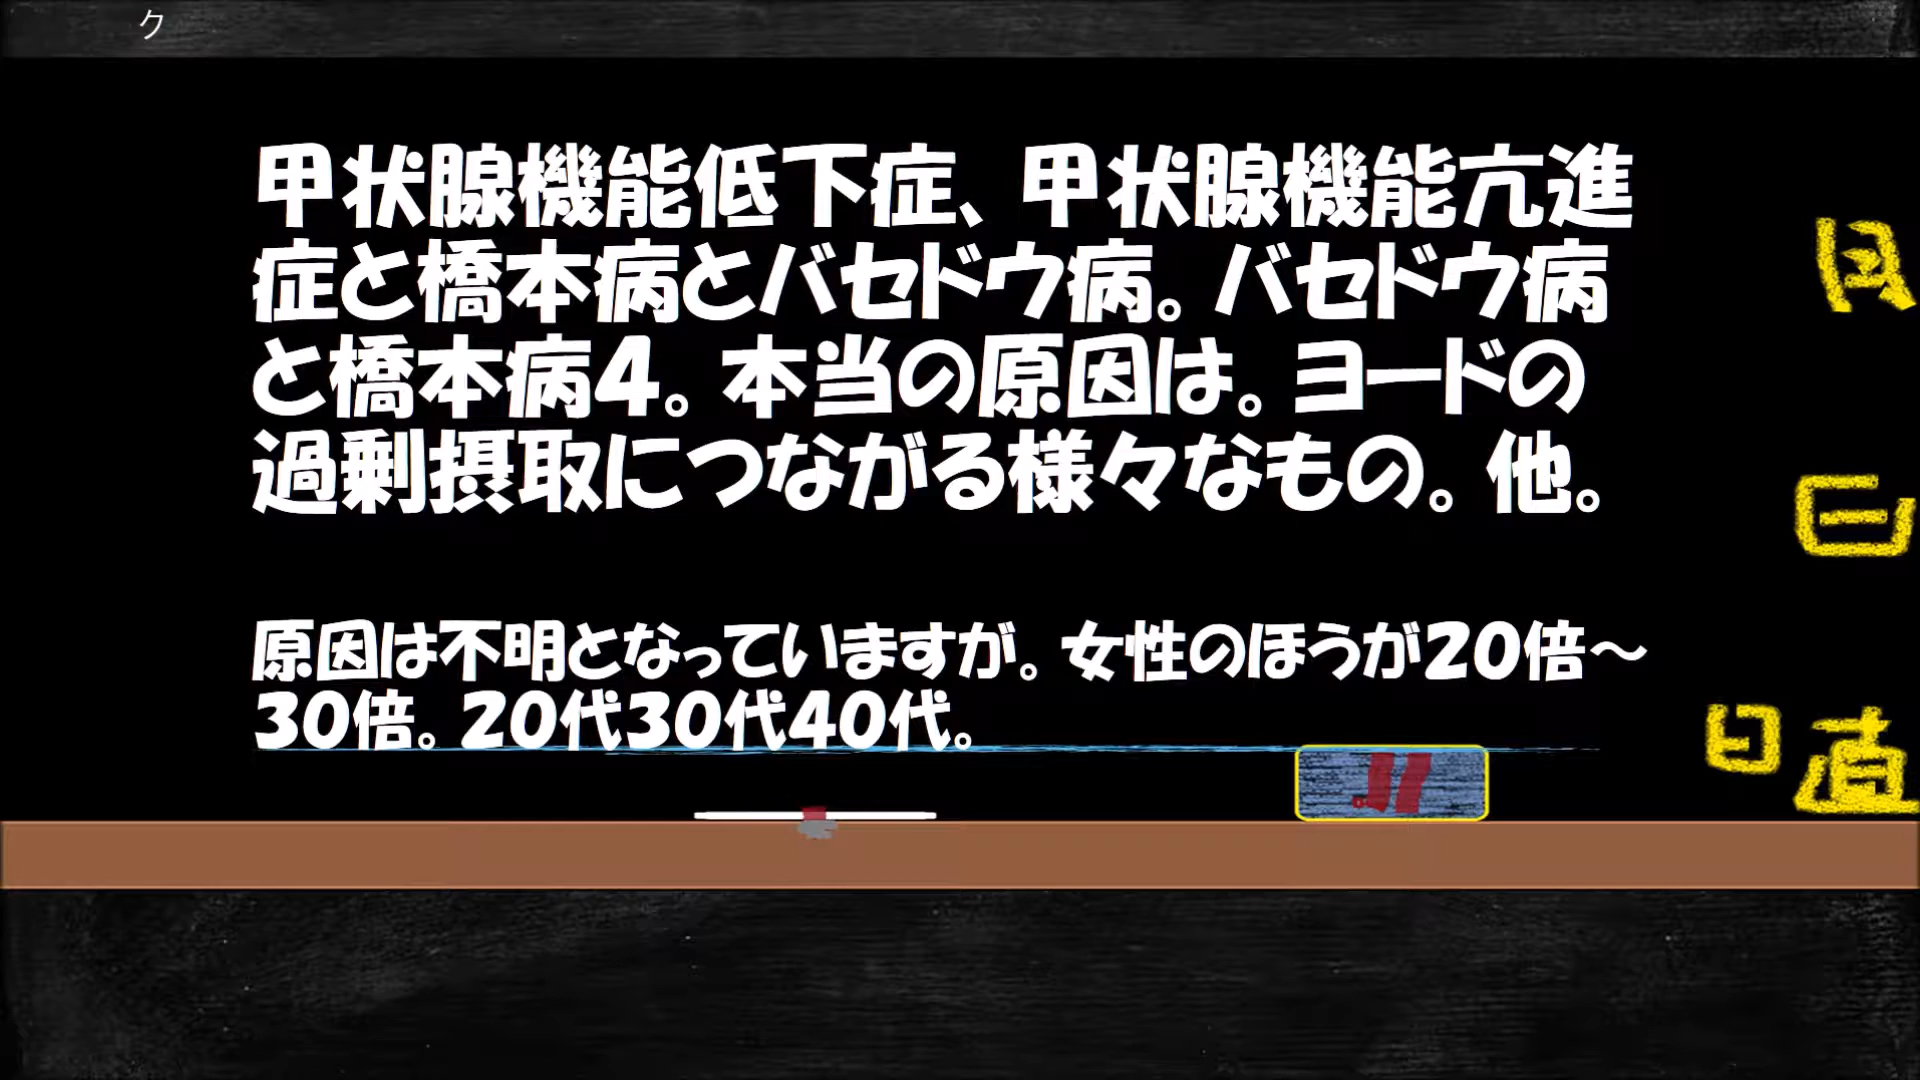 ク
甲状腺機能低下症、甲状腺機能亢進
症と橋本病とバセドウ病。バセドウ病
と橋本病4。本当の原因は。ヨードの
過剰摂取につながる様々なもの。他。
原因は不明となっていますが。女性のほうが20倍～
30倍。20代30代40代。
月
日
日直